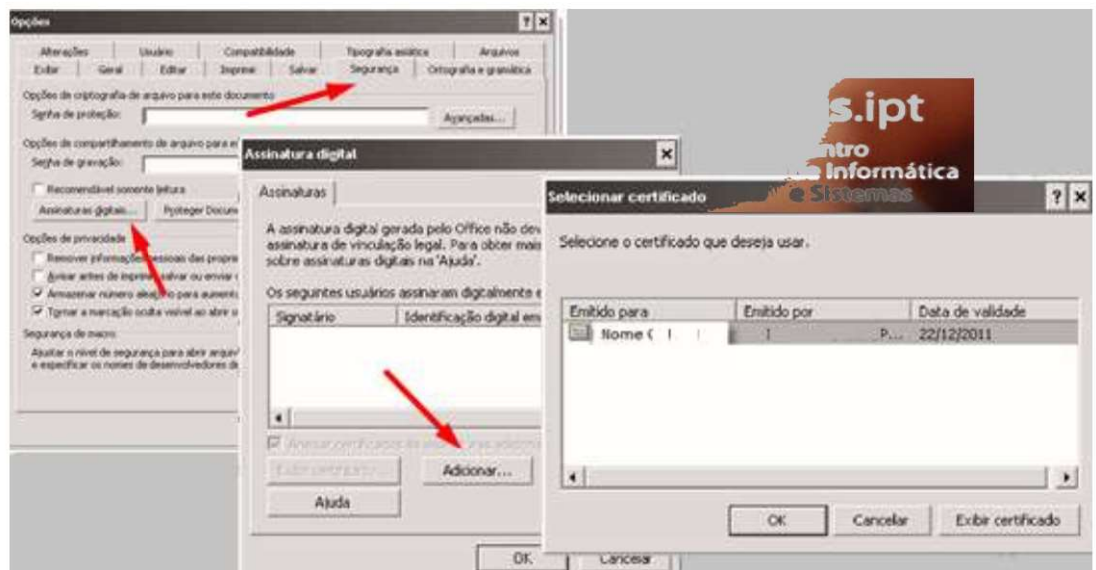 Opções
Alterações Usuário Compatibilidade Tipografia asiática Arquivos
Exibir Geral Editar Imprimir Salvar Segurança Ortografia e gramática
Opções de criptografia de arquivo para este documento
Senha de proteção:
Avançadas...
Opções de compartilhamento de arquivo para e
Senha de gravação:
Recomendável somente leitura
Assinaturas digitais... Proteger Docum
Opções de privacidade
Remover informações pessoais das propri
Avisar antes de imprimir, salvar ou enviar
Armazenar número para aumenta
Tornar a marcação oculta visível ao abrir
Segurança de macro
Ajustar o nível de segurança para abrir arquiv
e especificar os nomes de desenvolvedores d
Assinatura digital
Assinaturas
A assinatura digital gerada pelo Office não dev
assinatura de vinculação legal. Para obter mais
sobre assinaturas digitais na 'Ajuda'.
Os seguintes usuários assinaram digitalmente e
Signatário Identificação digital em
Adicionar...
Ajuda
OK Cancelar
s.ipt
ntro
e Informática
e Sistemas
Selecionar certificado
Selecione o certificado que deseja usar.
Emitido para Emitido por Data de validade
Nome P... 22/12/2011
OK Cancelar Exibir certificado